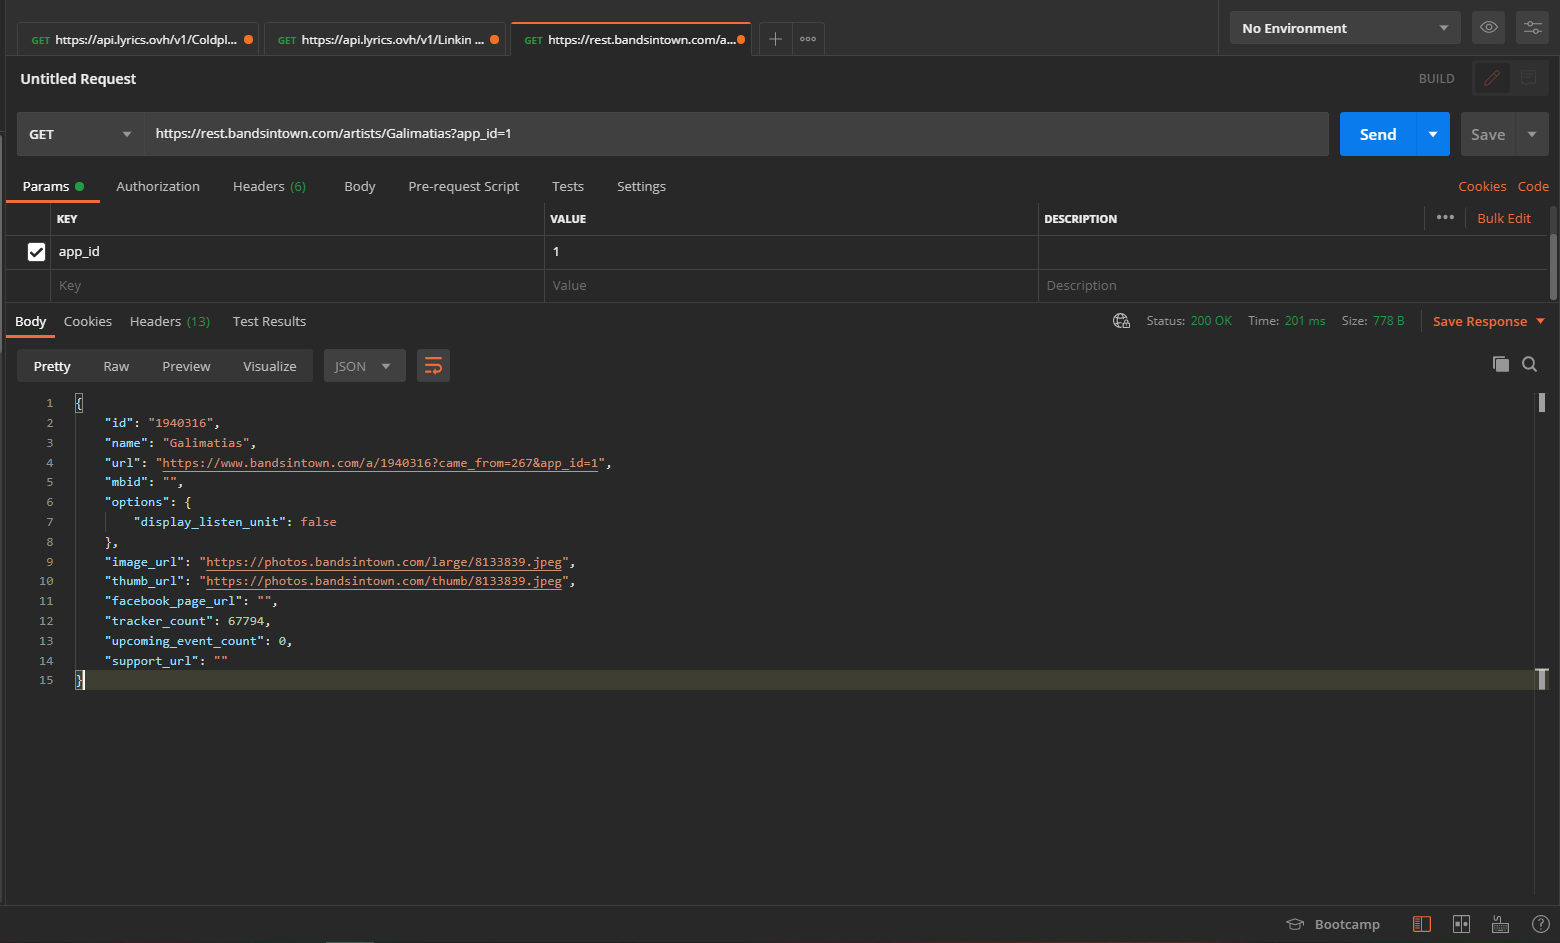 GET https://api.lyrics.ovh/v1/Coldpl... GET https://api.lyrics.ovh/v1/Linkin ... GET https://rest.bandsintown.com/a...
No Environment
Untitled Request
BUILD
GET https://rest.bandsintown.com/artists/Galimatias?app_id=1
Send
Save
Params Authorization Headers (6) Body Pre-request Script Tests Settings
Cookies Code
KEY VALUE DESCRIPTION
Bulk Edit
app_id 1
Key Value Description
Body Cookies Headers (13) Test Results
Status: 200 OK Time: 201 ms Size: 778 B
Save Response
Pretty Raw Preview Visualize JSON
1 {
2 "id": "1940316",
3 "name": "Galimatias",
4 "url": "https://www.bandsintown.com/a/1940316?came_from=267&app_id=1",
5 "mbid": "",
6 "options": {
7 "display_listen_unit": false
8 },
9 "image_url": "https://photos.bandsintown.com/large/8133839.jpeg",
10 "thumb_url": "https://photos.bandsintown.com/thumb/8133839.jpeg",
11 "facebook_page_url": "",
12 "tracker_count": 67794,
13 "upcoming_event_count": 0,
14 "support_url": ""
15 }
Bootcamp